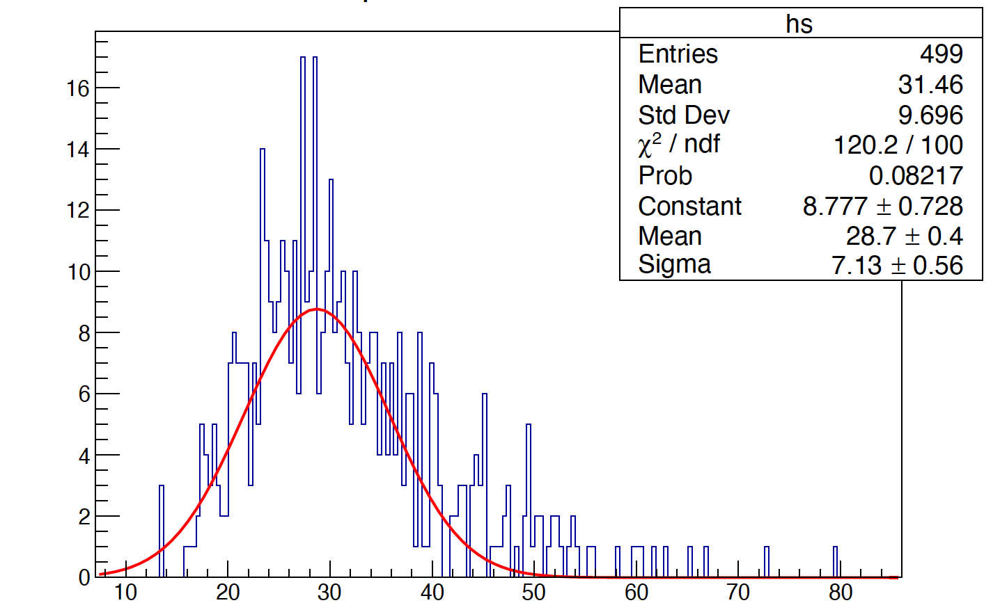 hs
Entries 499
Mean 31.46
Std Dev 9.696
χ² / ndf 120.2 / 100
Prob 0.08217
Constant 8.777 ± 0.728
Mean 28.7 ± 0.4
Sigma 7.13 ± 0.56
16
14
12
10
8
6
4
2
0
10 20 30 40 50 60 70 80